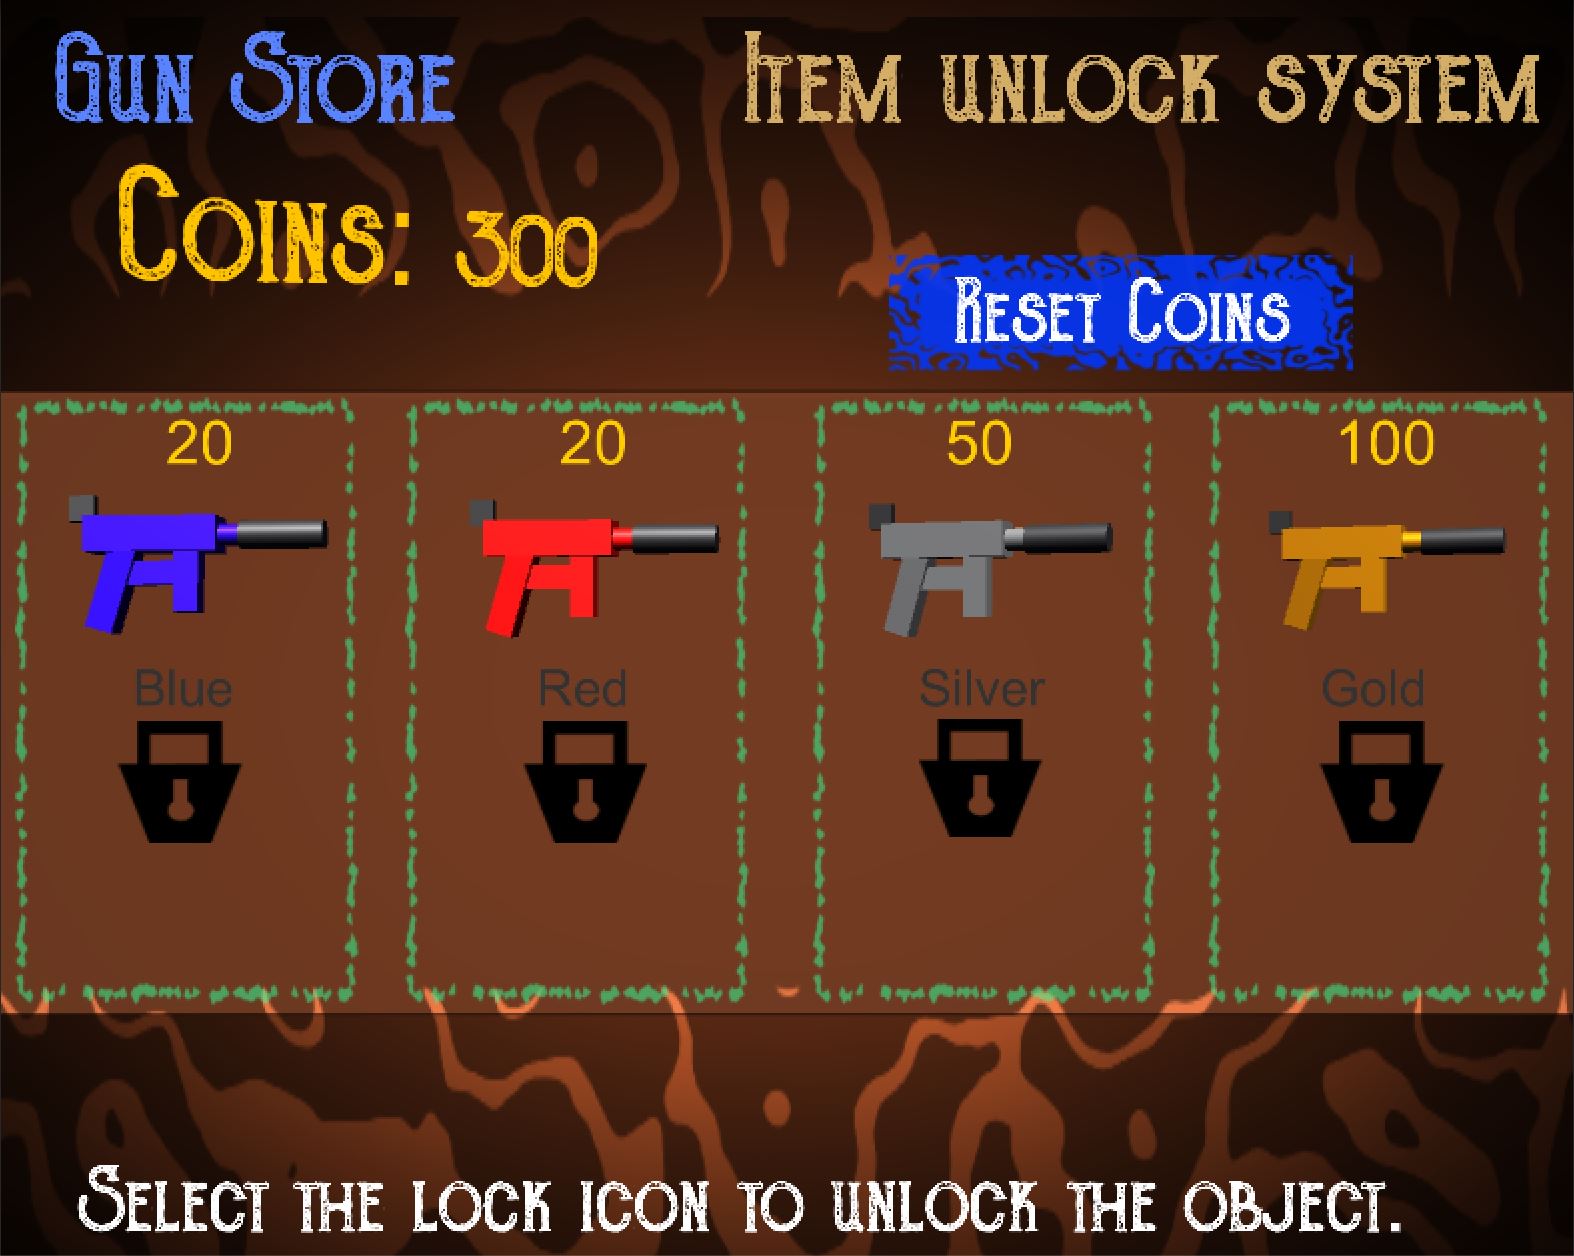 Gun Store
Item unlock system
Coins: 300
Reset Coins
20
20
50
100
Blue
Red
Silver
Gold
Select the lock icon to unlock the object.